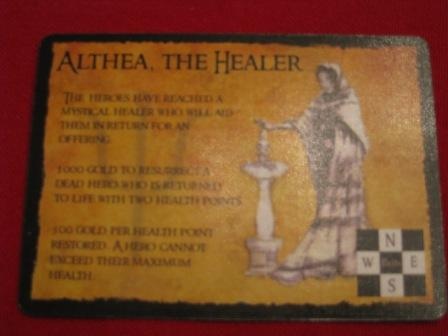 ALTHEA, THE HEALER
THE HEROES HAVE REACHED A
MYSTICAL HEALER WHO WILL AID
THEM IN RETURN FOR AN
OFFERING.
1000 GOLD TO RESURRECT A
DEAD HERO WHO IS RETURNED
TO LIFE WITH TWO HEALTH POINTS.
100 GOLD PER HEALTH POINT
RESTORED. A HERO CANNOT
EXCEED THEIR MAXIMUM
HEALTH.
N
W E
S